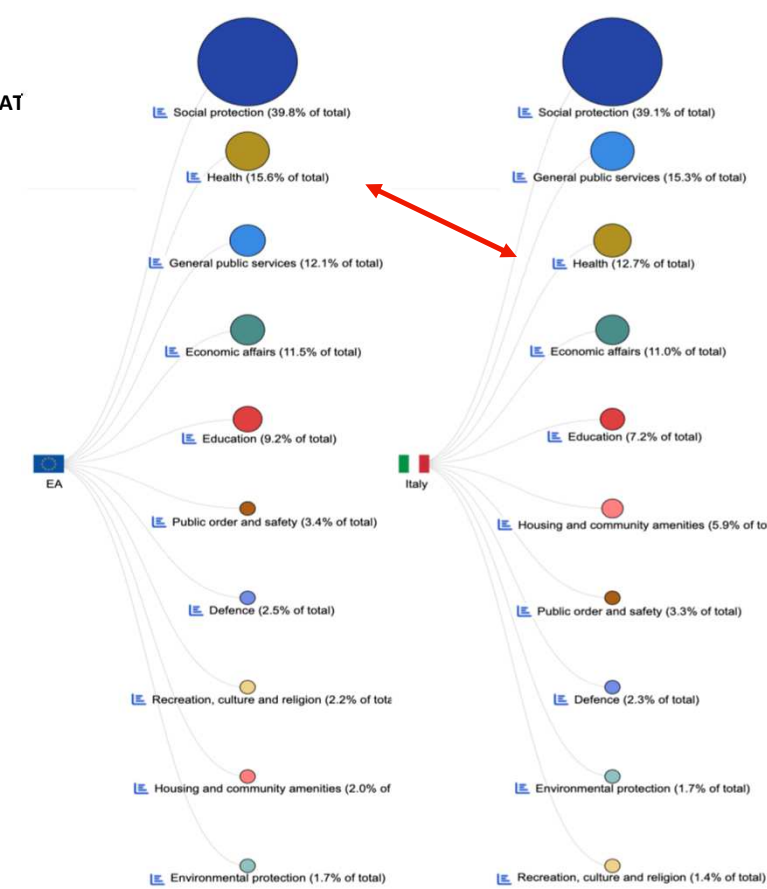 AT
Social protection (39.8% of total)
Health (15.6% of total)
General public services (12.1% of total)
Economic affairs (11.5% of total)
Education (9.2% of total)
EA
Public order and safety (3.4% of total)
Defence (2.5% of total)
Recreation, culture and religion (2.2% of tota
Housing and community amenities (2.0% of
Environmental protection (1.7% of total)
Social protection (39.1% of total)
General public services (15.3% of total)
Health (12.7% of total)
Economic affairs (11.0% of total)
Education (7.2% of total)
Italy
Housing and community amenities (5.9% of to
Public order and safety (3.3% of total)
Defence (2.3% of total)
Environmental protection (1.7% of total)
Recreation, culture and religion (1.4% of total)